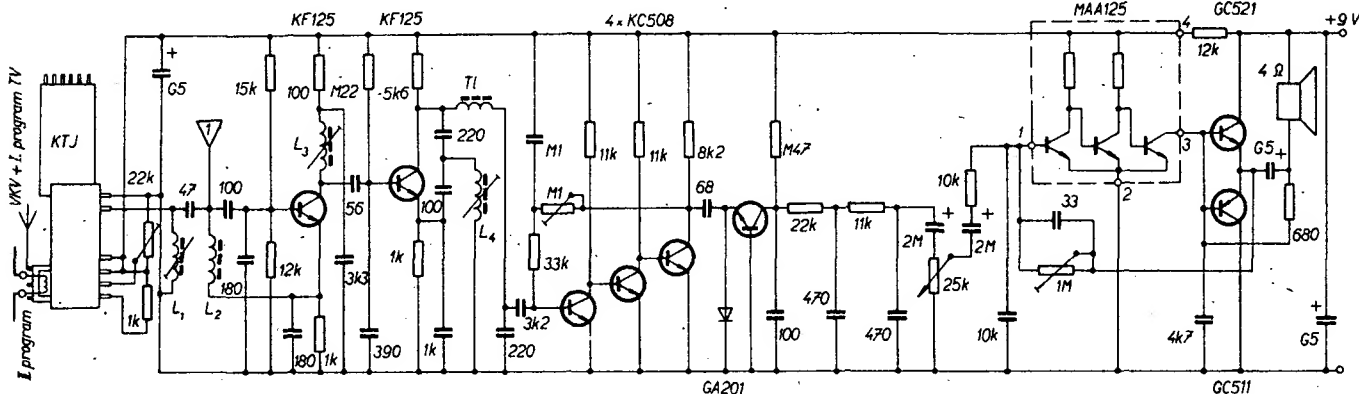 KF125
KF125
4 x KC508
MAA125
GC521
+9 V
VKV + I. program TV
II. program
KTJ
22k
1k
G5
47
L1
1
100
L2
180
15k
12k
180
100
L3
M22
1k
3k3
56
390
5k6
100
1k
1k
Tl
220
L4
220
3k2
M1
M1
33k
11k
11k
8k2
68
GA201
M47
100
22k
470
11k
470
2M
25k
10k
2M
10k
1
2
3
4
33
1M
12k
4k7
4 Ω
G5
680
G5
GC511